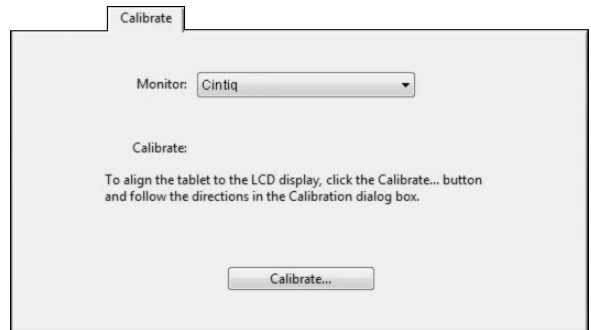 Calibrate
Monitor: Cintiq
Calibrate:
To align the tablet to the LCD display, click the Calibrate... button
and follow the directions in the Calibration dialog box.
Calibrate...